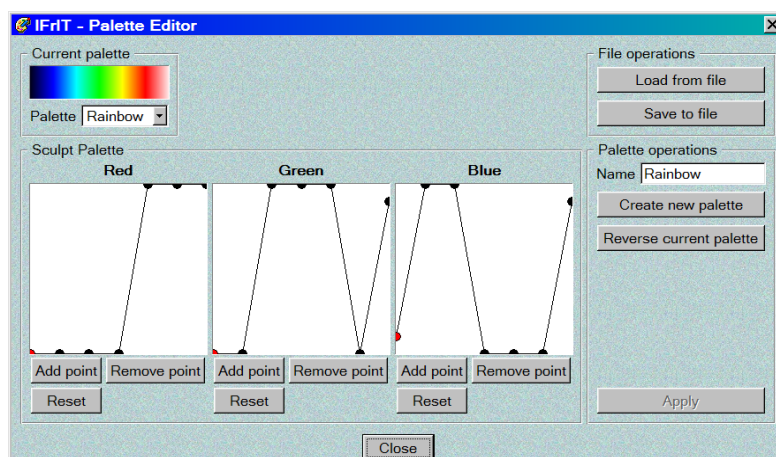 IFrIT - Palette Editor
Current palette
Palette Rainbow
File operations
Load from file
Save to file
Sculpt Palette
Red Green Blue
Add point Remove point Add point Remove point Add point Remove point
Reset Reset Reset
Palette operations
Name Rainbow
Create new palette
Reverse current palette
Apply
Close